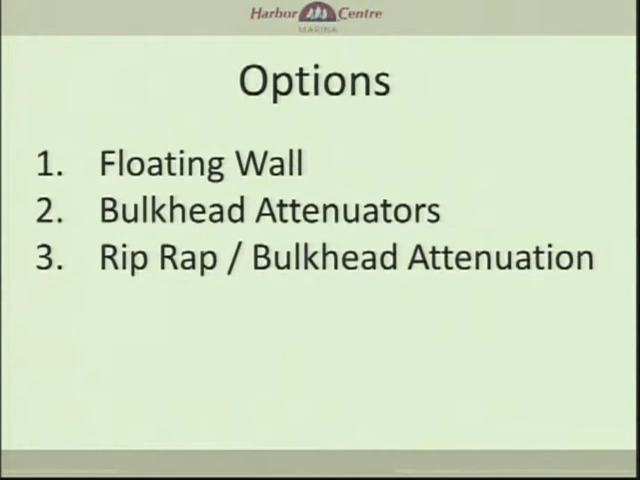 Harbor Centre
MARINA
Options
1. Floating Wall
2. Bulkhead Attenuators
3. Rip Rap / Bulkhead Attenuation